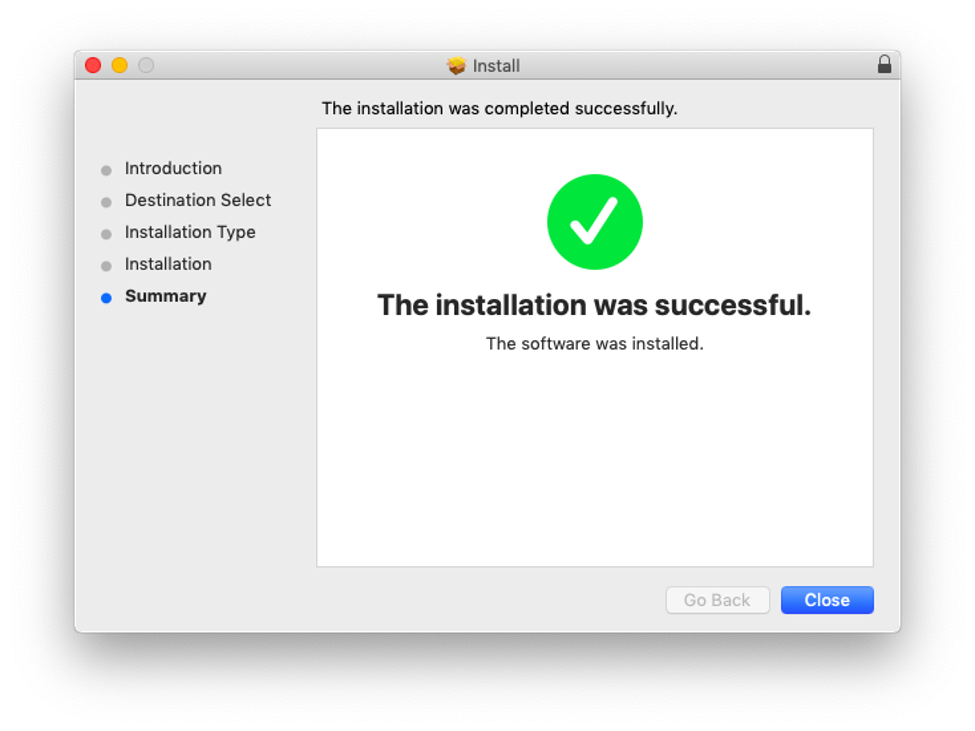 Install
The installation was completed successfully.
Introduction
Destination Select
Installation Type
Installation
Summary
The installation was successful.
The software was installed.
Go Back
Close